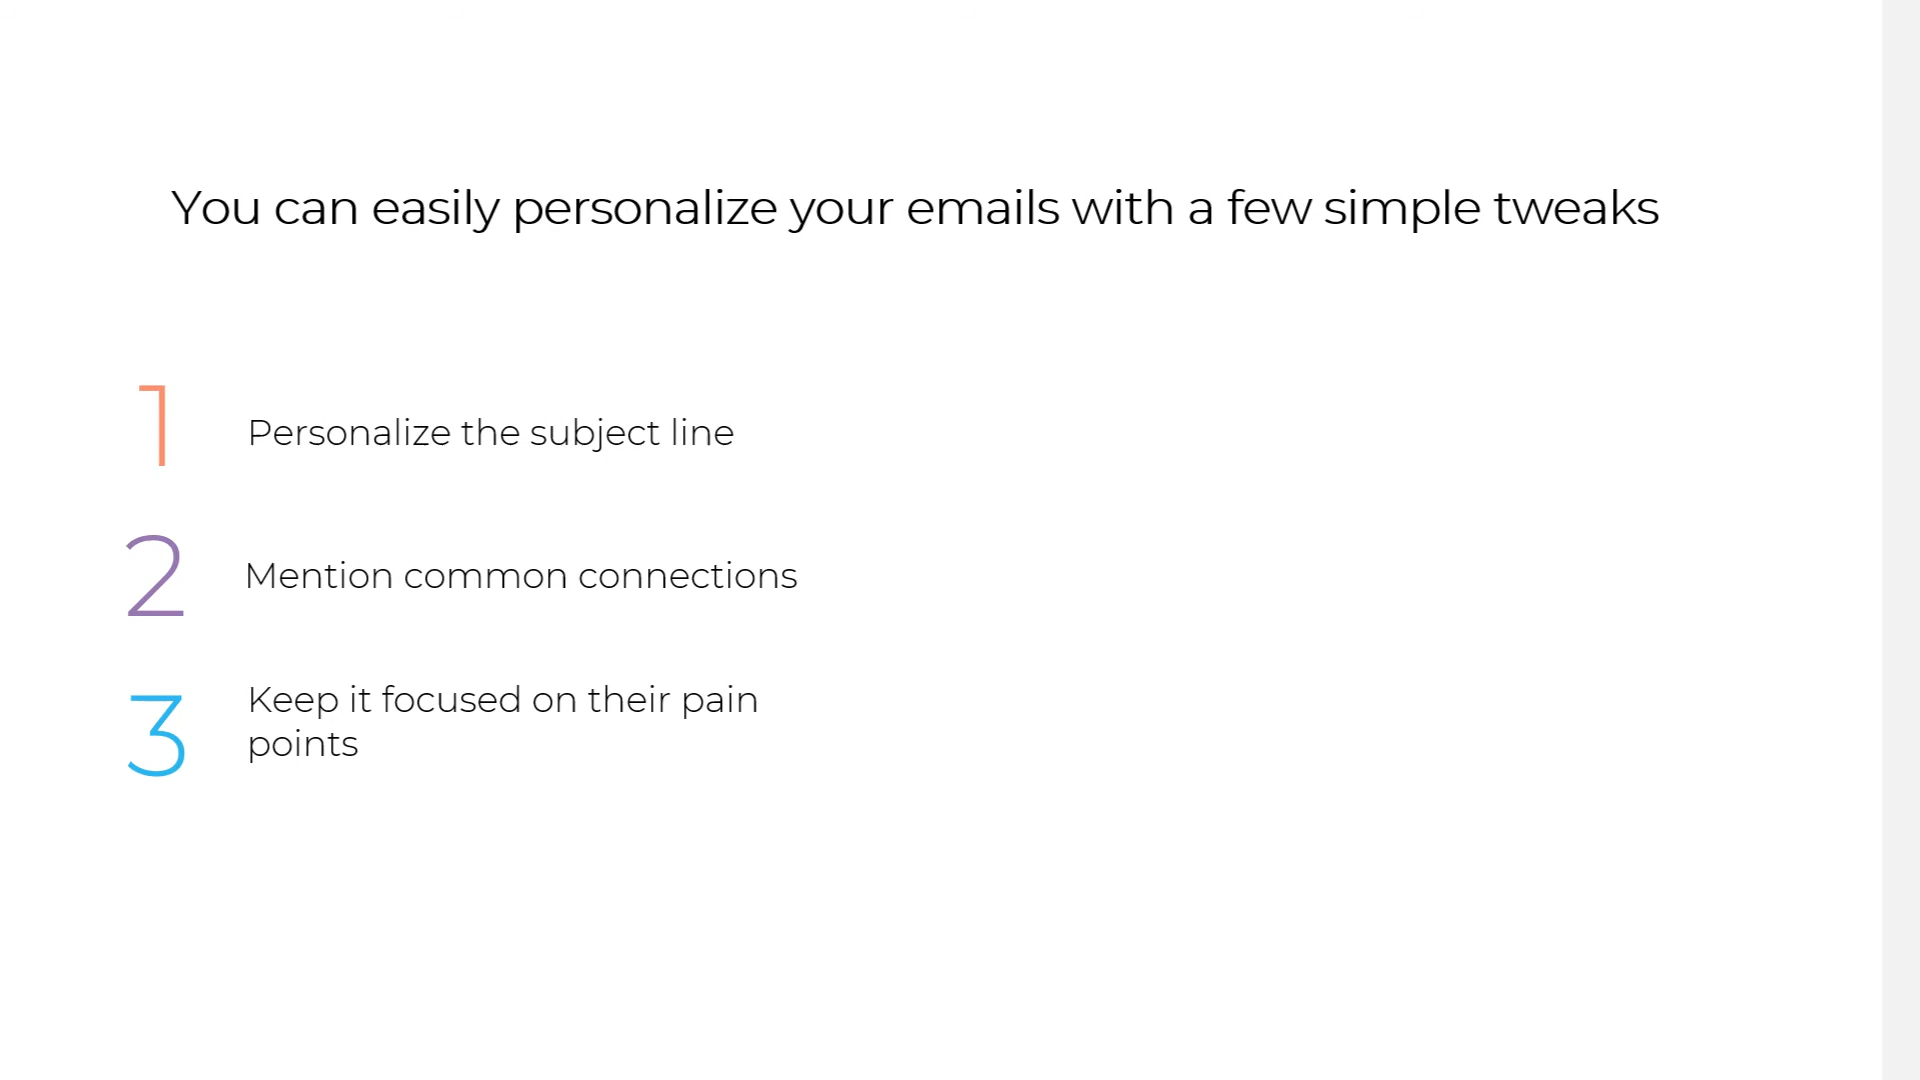 You can easily personalize your emails with a few simple tweaks
1 Personalize the subject line
2 Mention common connections
3 Keep it focused on their pain
points